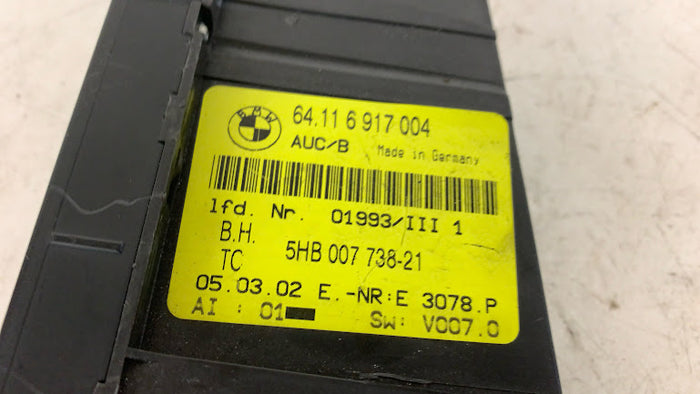 BMW
64.11 6 917 004
AUC/B Made in Germany
lfd. Nr. 01993/III 1
B.H.
TC 5HB 007 738-21
05.03.02 E.-NR:E 3078.P
AI : 01 SW: V007.0